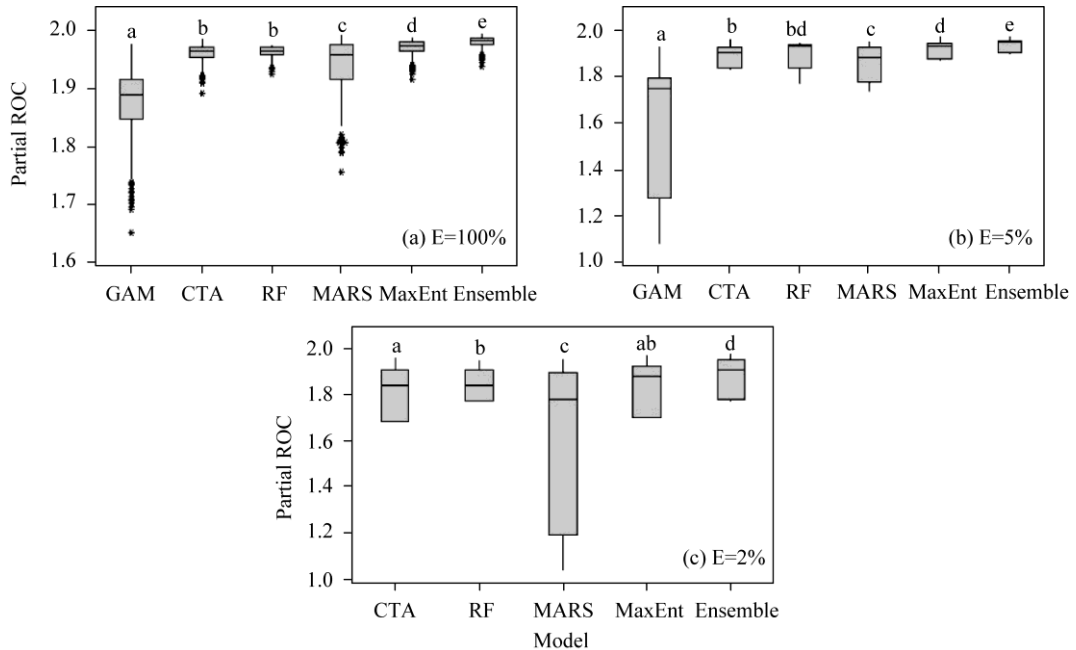 2.0
1.9
1.8
1.7
1.6
Partial ROC
a
b
b
c
d
e
(a) E=100%
GAM CTA RF MARS MaxEnt Ensemble
2.0
1.8
1.6
1.4
1.2
1.0
a
b
bd
c
d
e
(b) E=5%
GAM CTA RF MARS MaxEnt Ensemble
2.0
1.8
1.6
1.4
1.2
1.0
Partial ROC
a
b
c
ab
d
(c) E=2%
CTA RF MARS MaxEnt Ensemble
Model